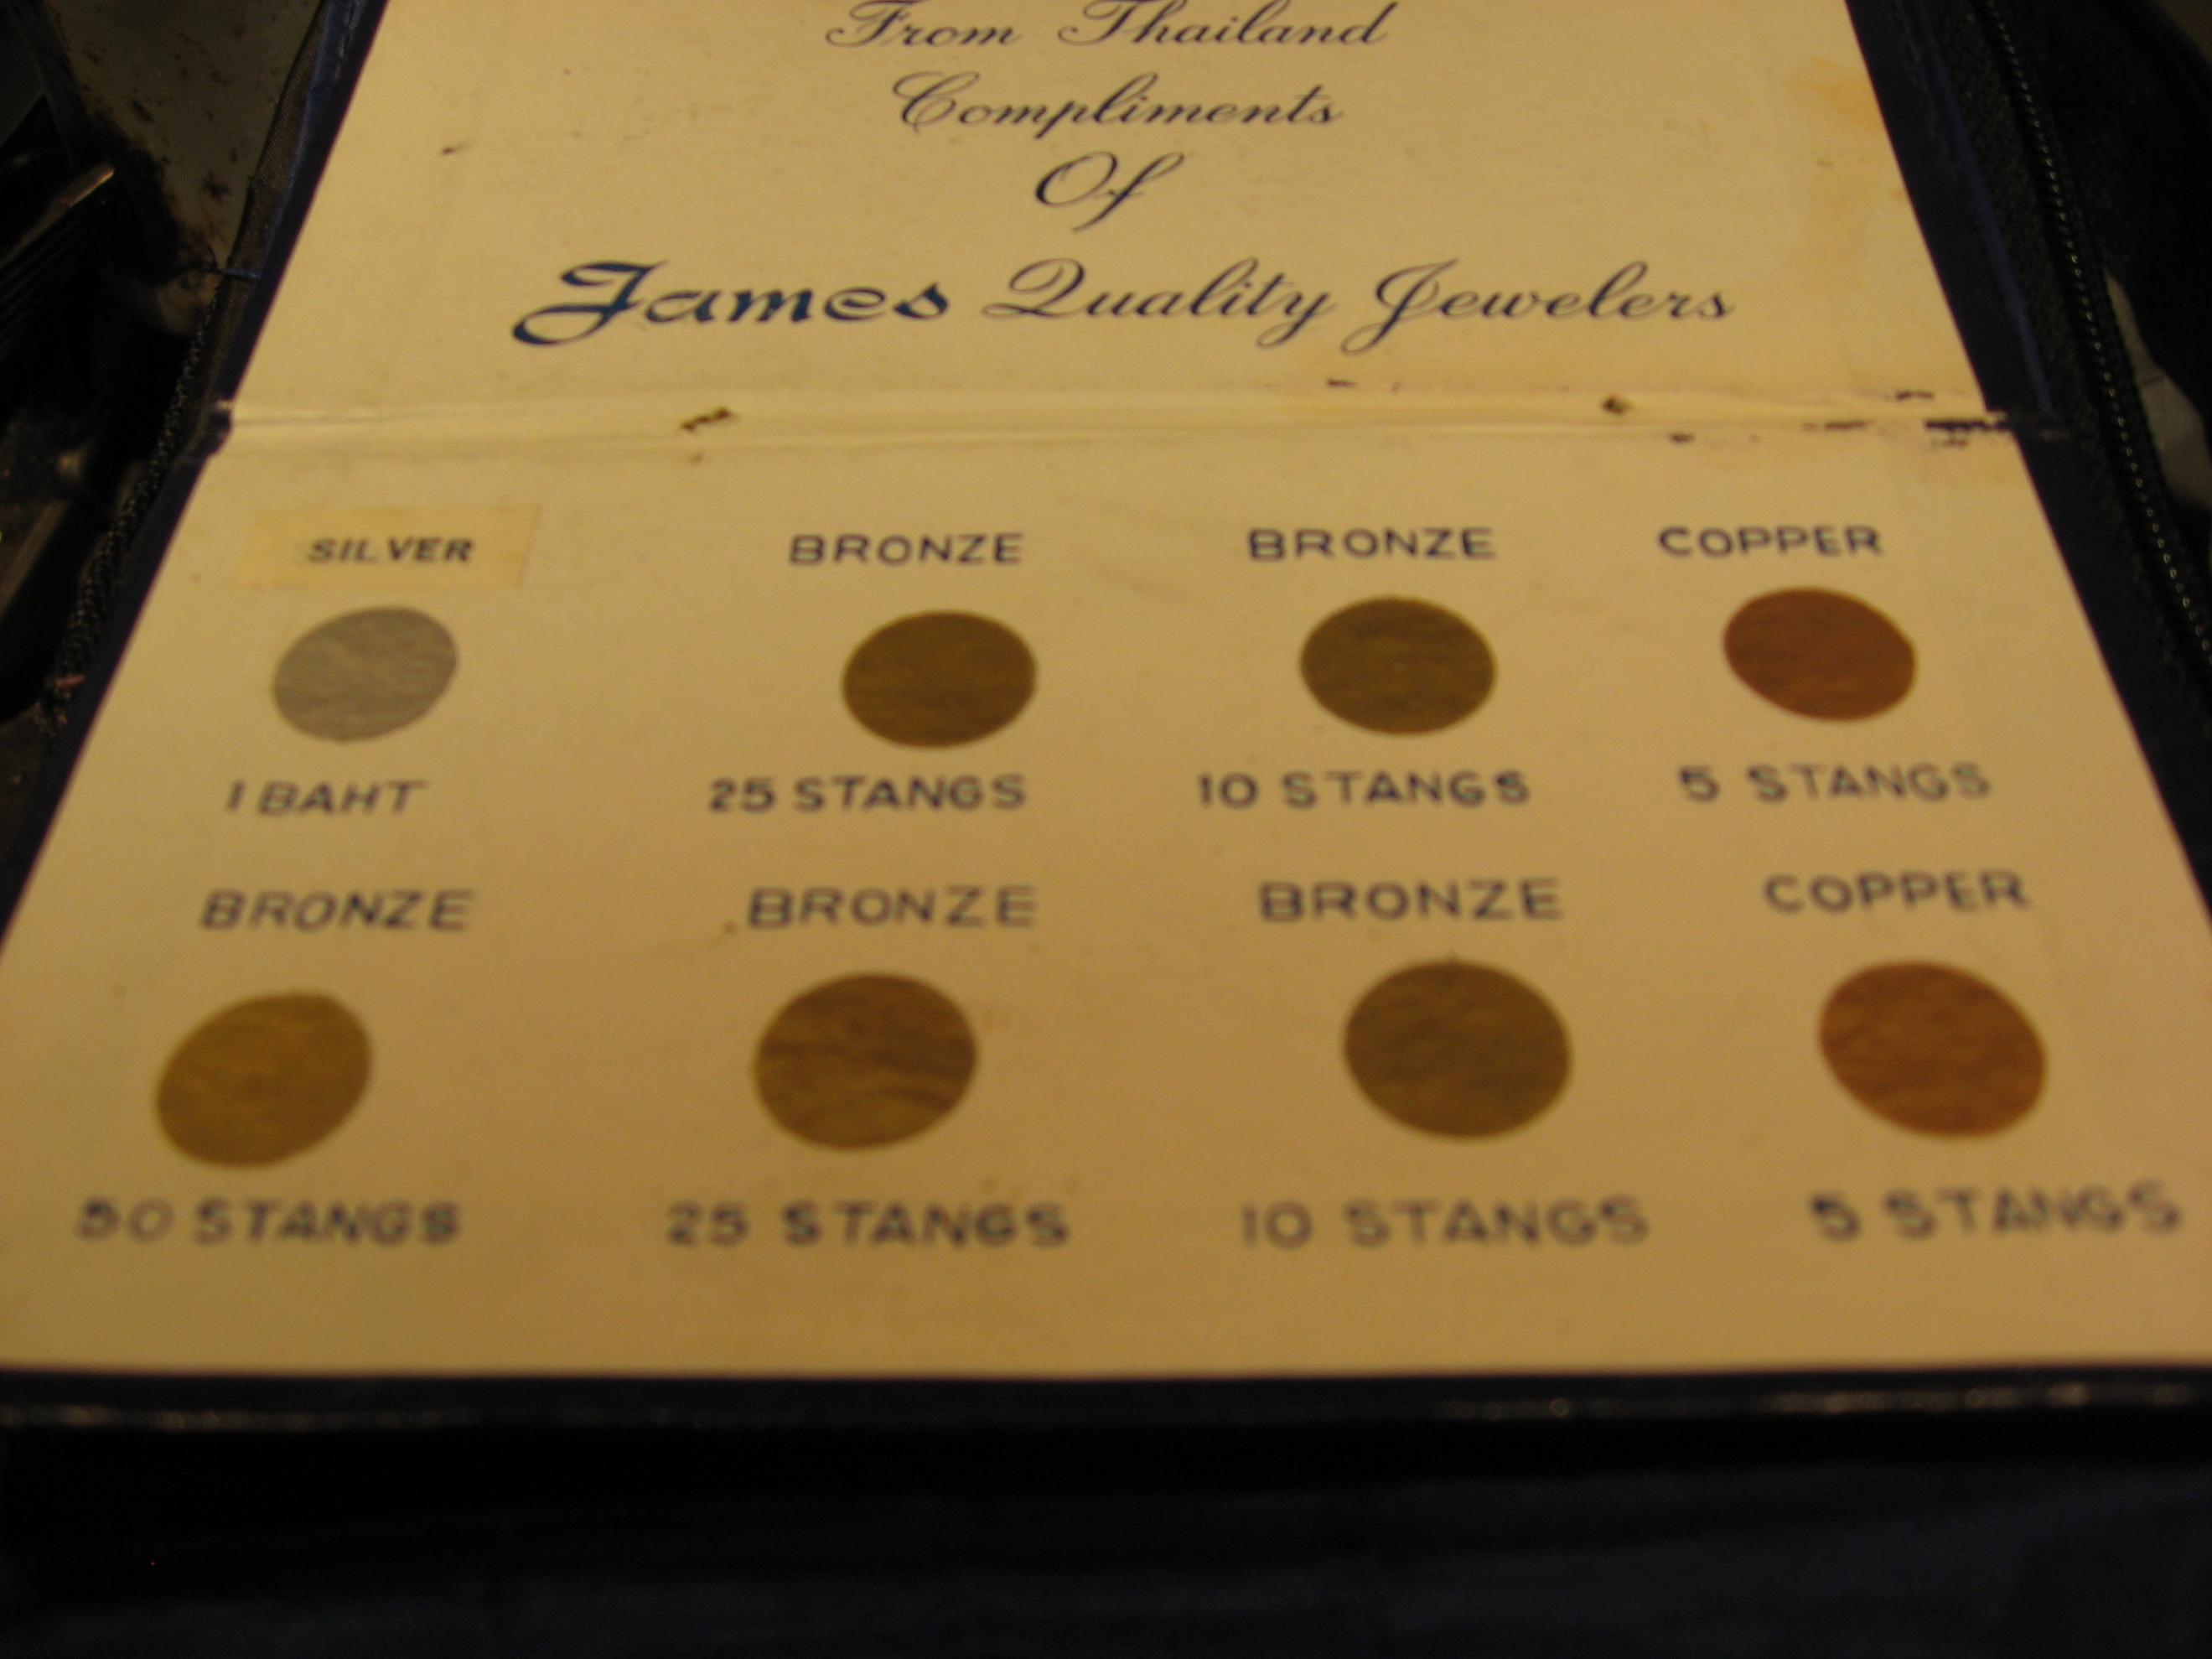 From Thailand
Compliments
Of
James Quality Jewelers
SILVER BRONZE BRONZE COPPER
1 BAHT 25 STANGS 10 STANGS 5 STANGS
BRONZE BRONZE BRONZE COPPER
50 STANGS 25 STANGS 10 STANGS 5 STANGS